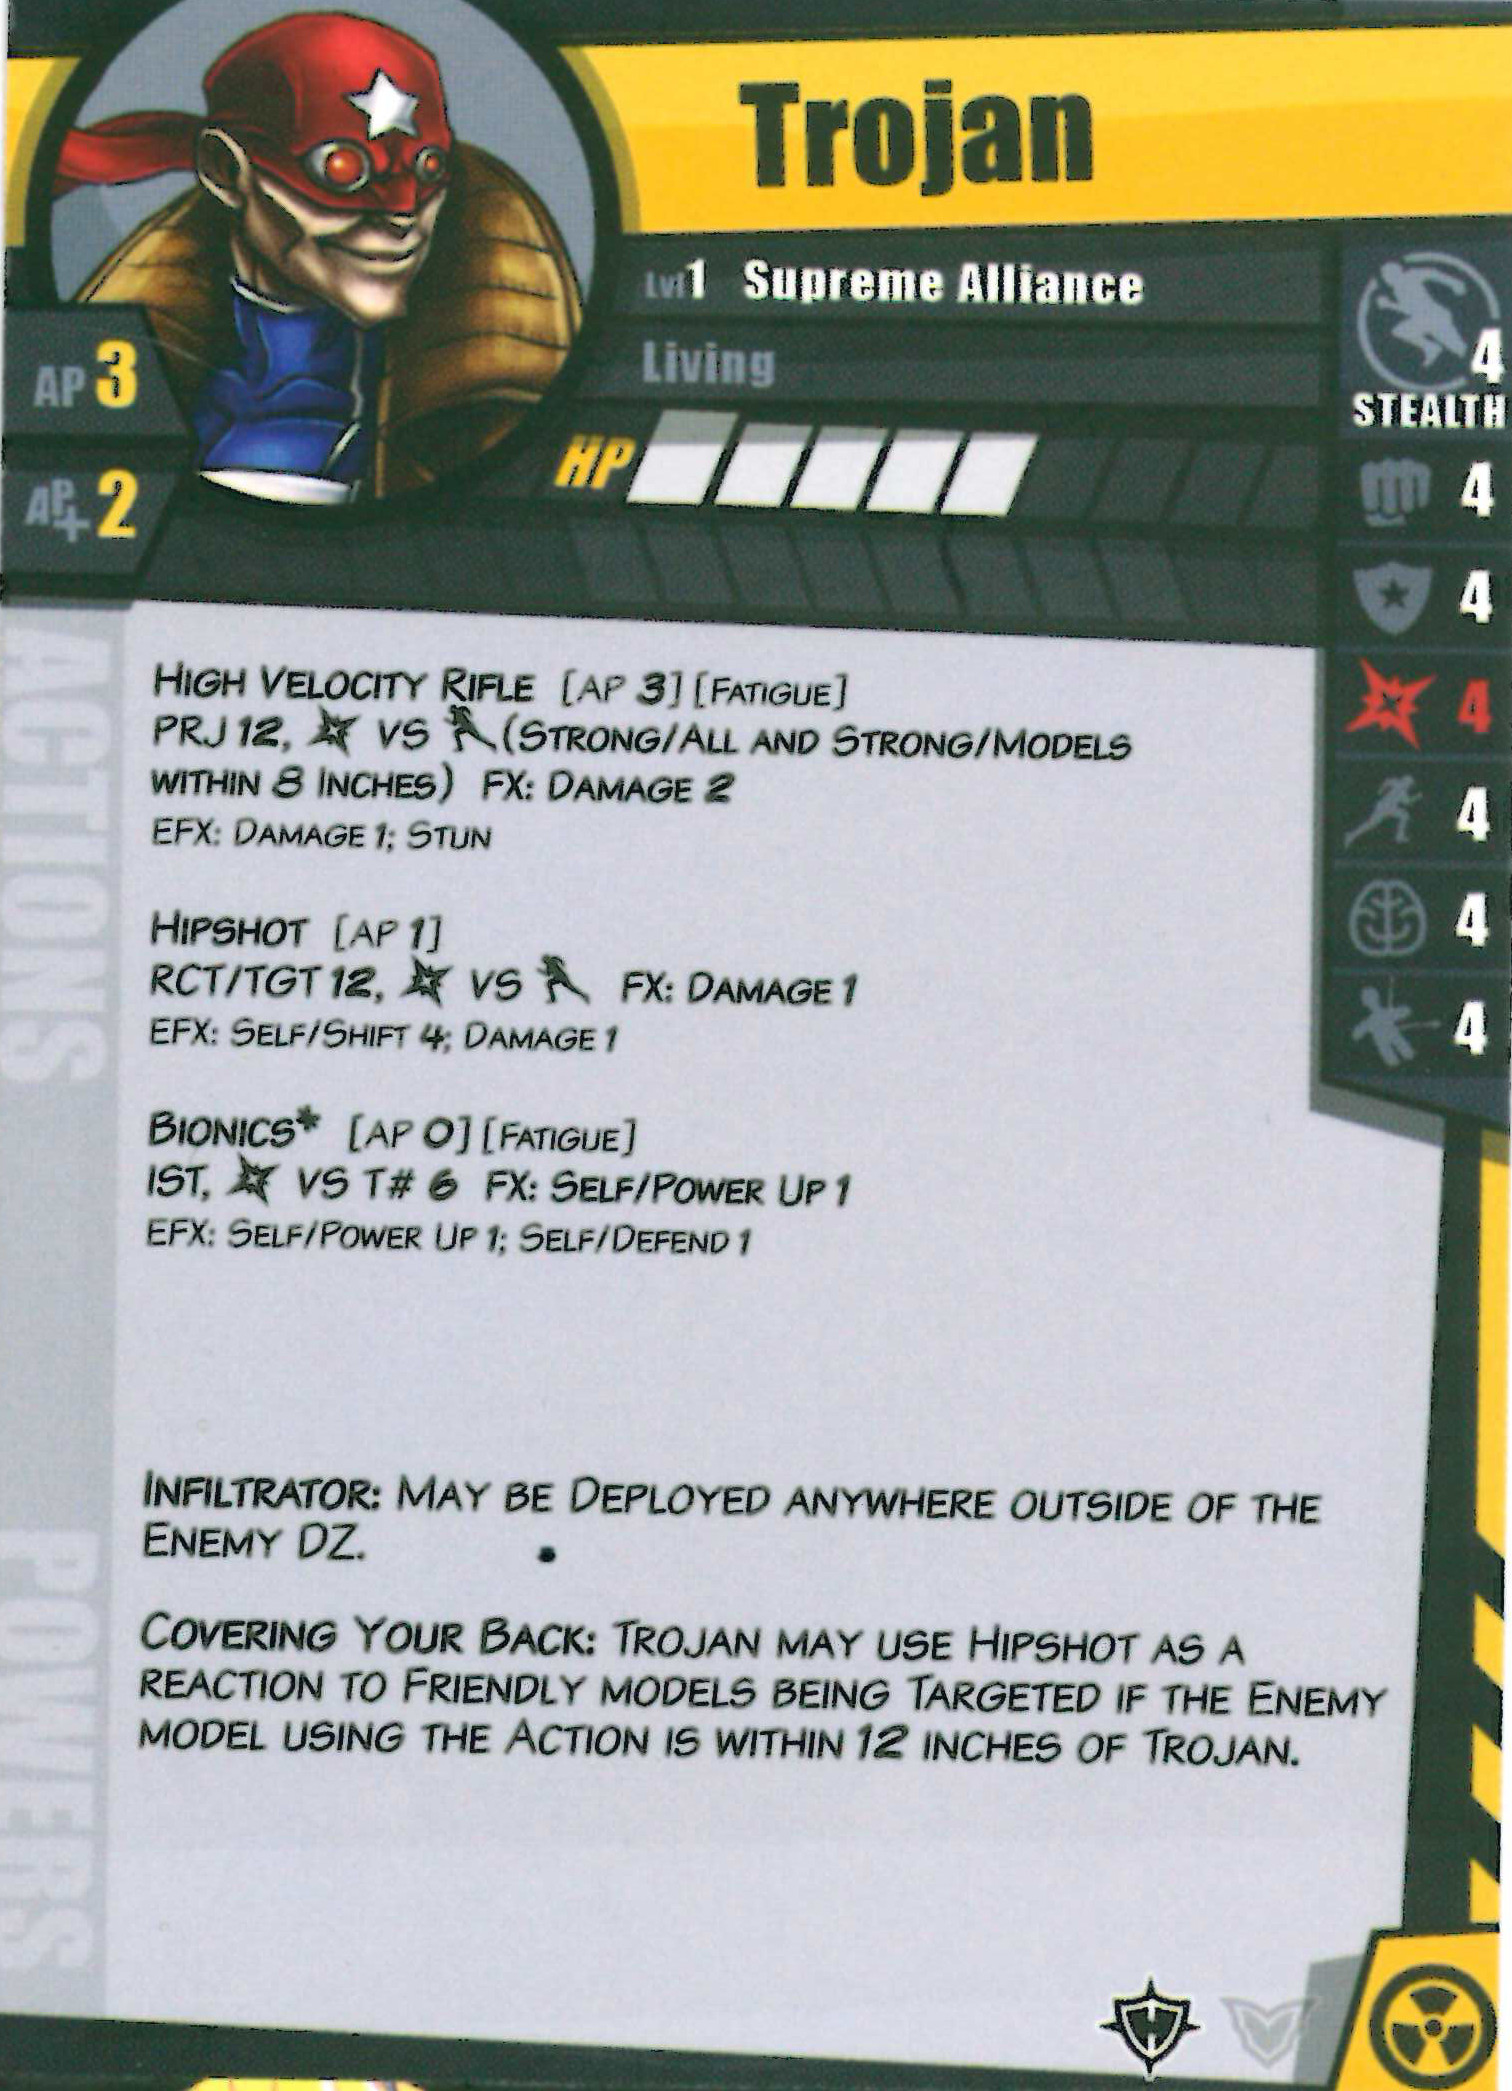 Trojan
Lvl 1 Supreme Alliance
Living
AP 3
AP+ 2
HP
4
STEALTH
4
4
4
4
4
4
ACTIONS
HIGH VELOCITY RIFLE [AP 3] [FATIGUE]
PRJ 12, VS (STRONG/ALL AND STRONG/MODELS
WITHIN 8 INCHES) FX: DAMAGE 2
EFX: DAMAGE 1; STUN
HIPSHOT [AP 1]
RCT/TGT 12, VS FX: DAMAGE 1
EFX: SELF/SHIFT 4; DAMAGE 1
BIONICS* [AP 0] [FATIGUE]
IST, VS T# 6 FX: SELF/POWER UP 1
EFX: SELF/POWER UP 1; SELF/DEFEND 1
POWERS
INFILTRATOR: MAY BE DEPLOYED ANYWHERE OUTSIDE OF THE
ENEMY DZ.
COVERING YOUR BACK: TROJAN MAY USE HIPSHOT AS A
REACTION TO FRIENDLY MODELS BEING TARGETED IF THE ENEMY
MODEL USING THE ACTION IS WITHIN 12 INCHES OF TROJAN.
H